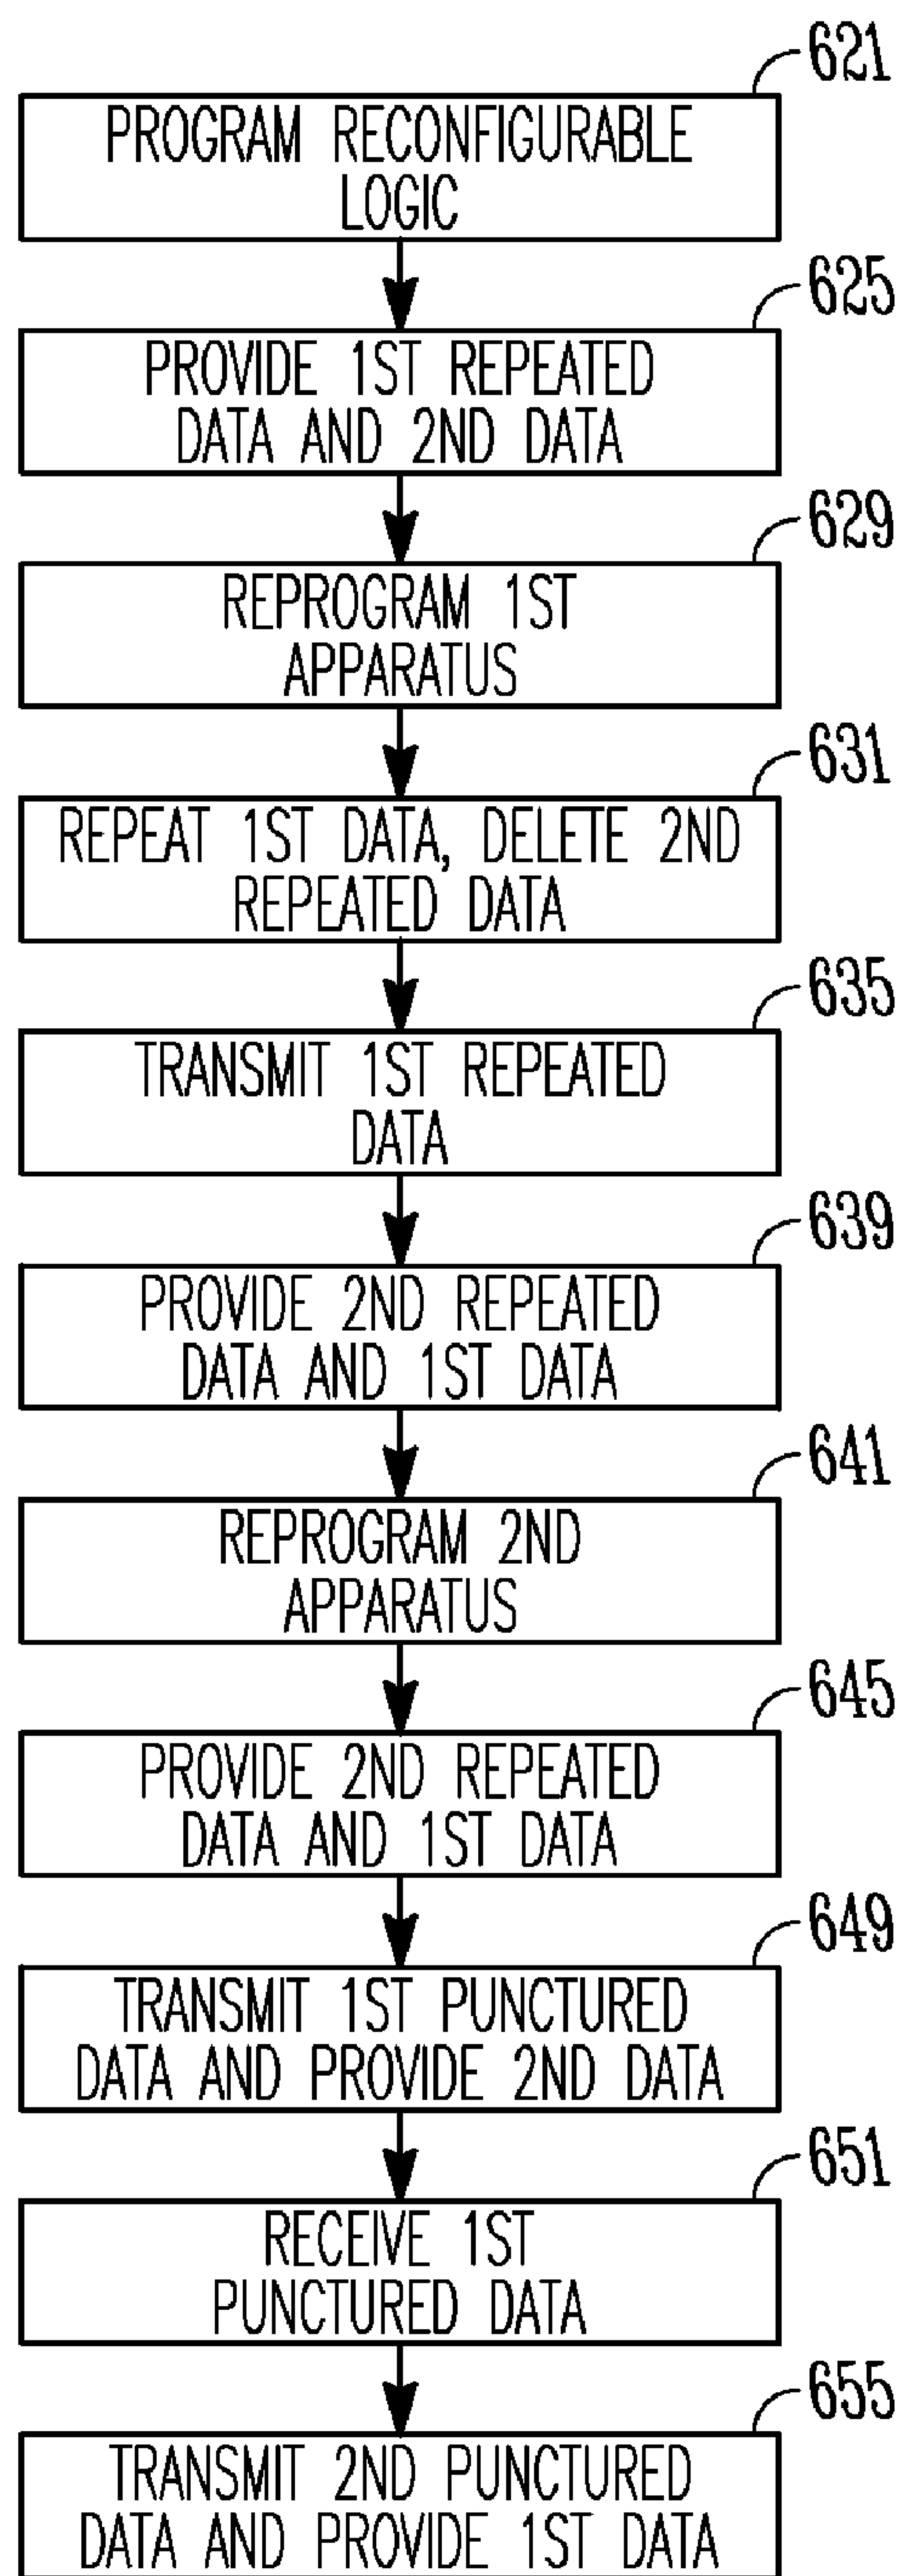 621
PROGRAM RECONFIGURABLE
LOGIC
625
PROVIDE 1ST REPEATED
DATA AND 2ND DATA
629
REPROGRAM 1ST
APPARATUS
631
REPEAT 1ST DATA, DELETE 2ND
REPEATED DATA
635
TRANSMIT 1ST REPEATED
DATA
639
PROVIDE 2ND REPEATED
DATA AND 1ST DATA
641
REPROGRAM 2ND
APPARATUS
645
PROVIDE 2ND REPEATED
DATA AND 1ST DATA
649
TRANSMIT 1ST PUNCTURED
DATA AND PROVIDE 2ND DATA
651
RECEIVE 1ST
PUNCTURED DATA
655
TRANSMIT 2ND PUNCTURED
DATA AND PROVIDE 1ST DATA